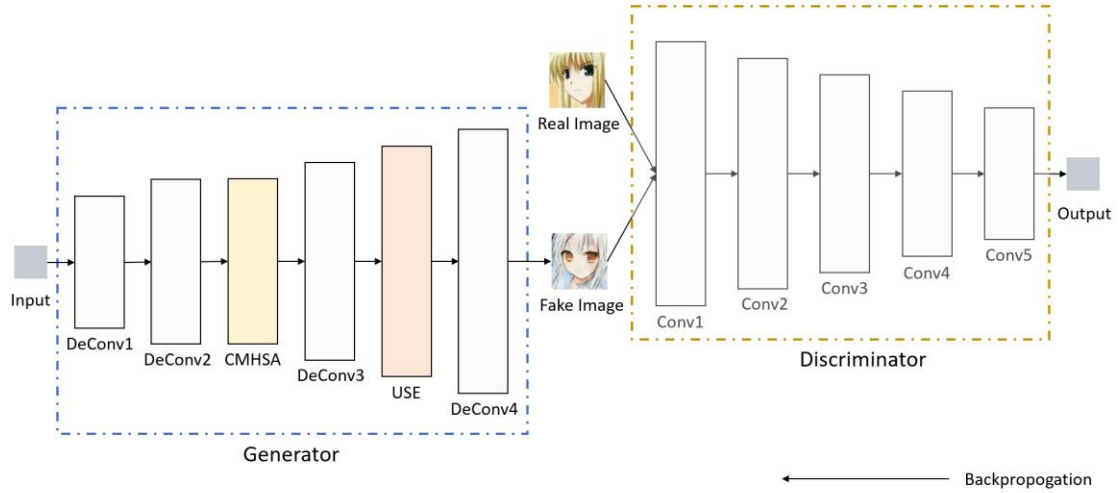 Input
DeConv1
DeConv2
CMHSA
DeConv3
USE
DeConv4
Generator
Real Image
Fake Image
Conv1
Conv2
Conv3
Conv4
Conv5
Discriminator
Output
Backpropogation